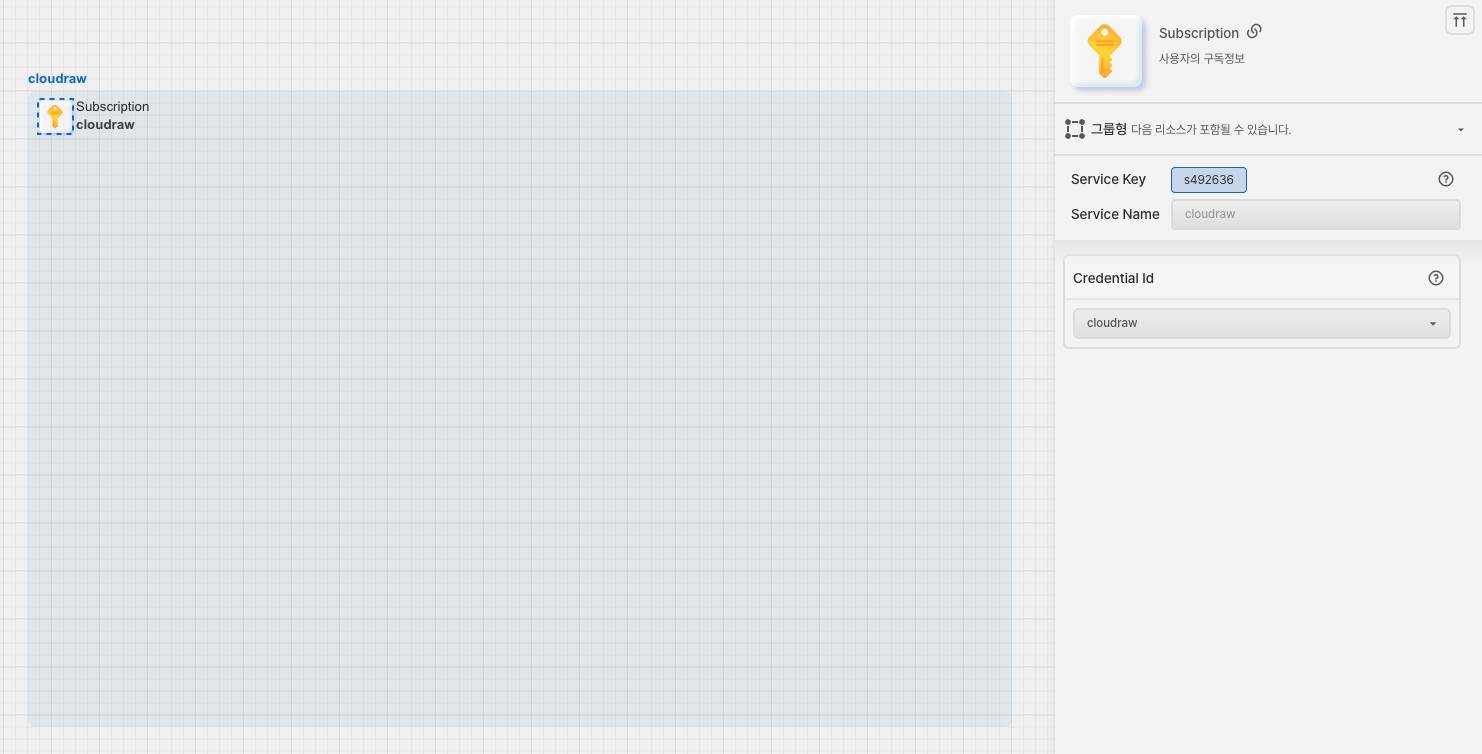 cloudraw
Subscription
cloudraw
Subscription
사용자의 구독정보
그룹형 다음 리소스가 포함될 수 있습니다.
Service Key s492636
Service Name cloudraw
Credential Id
cloudraw